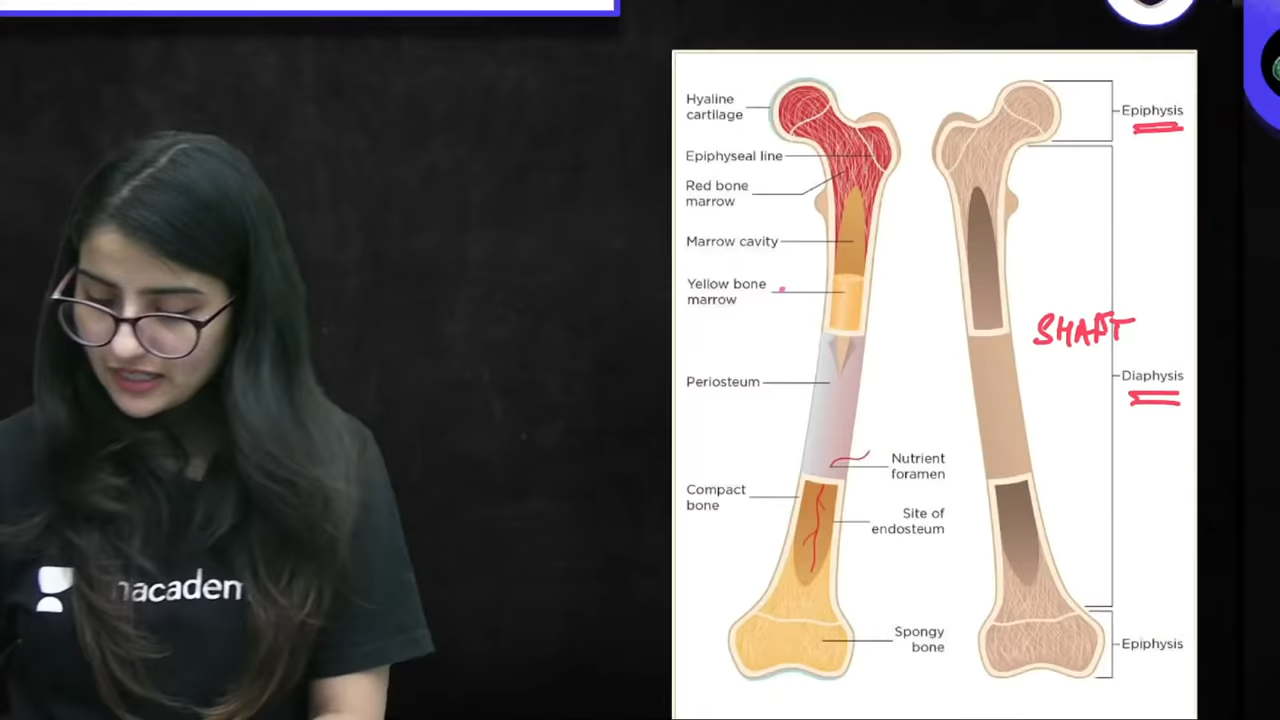 Hyaline
cartilage
Epiphyseal line
Red bone
marrow
Marrow cavity
Yellow bone
marrow
Periosteum
Compact
bone
Nutrient
foramen
Site of
endosteum
Spongy
bone
Epiphysis
SHAFT
Diaphysis
Epiphysis